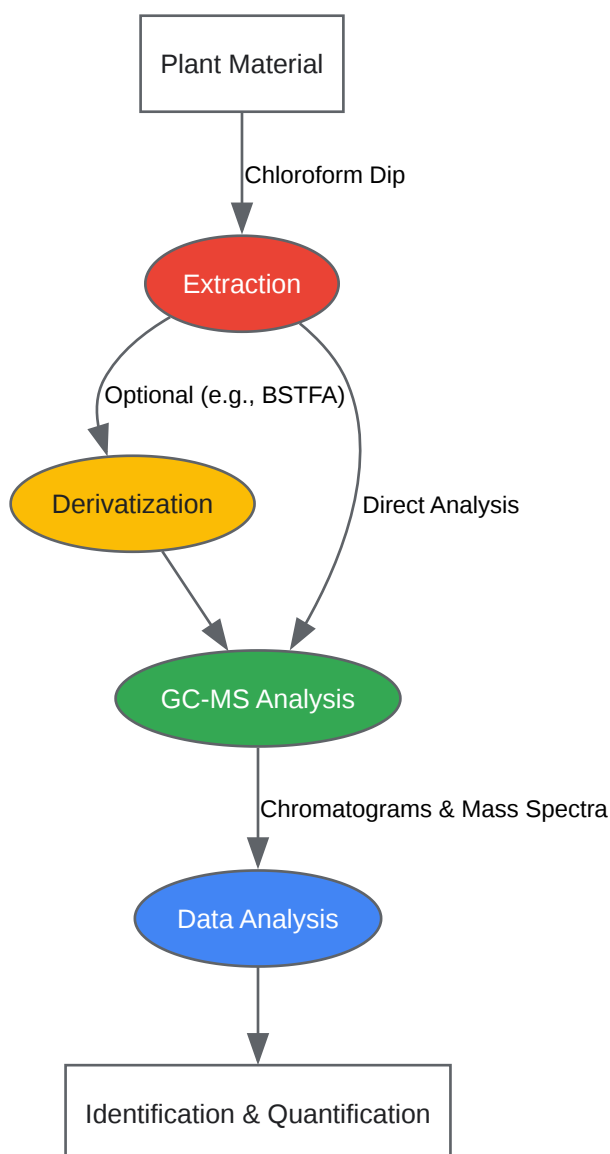 Plant Material
Chloroform Dip
Extraction
Optional (e.g., BSTFA)
Derivatization
Direct Analysis
GC-MS Analysis
Chromatograms & Mass Spectra
Data Analysis
Identification & Quantification